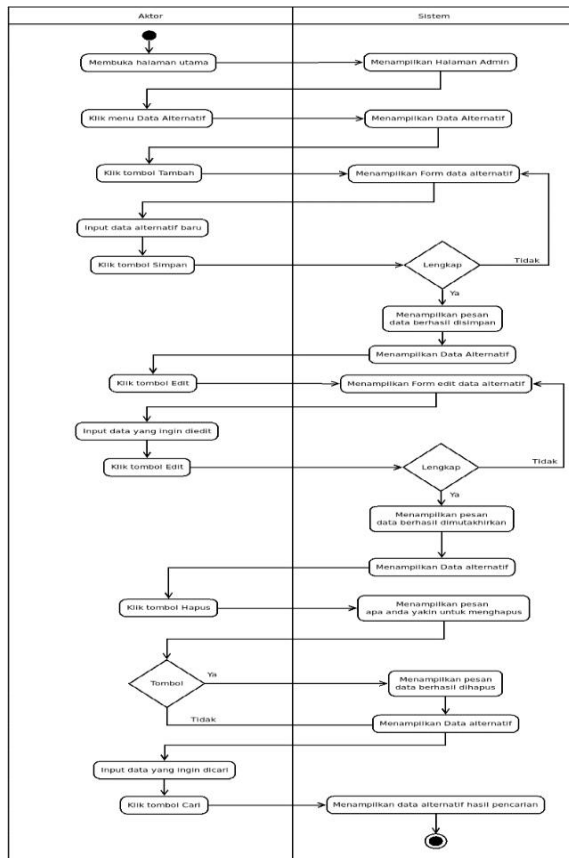 Aktor
Sistem
Membuka halaman utama
Menampilkan Halaman Admin
Klik menu Data Alternatif
Menampilkan Data Alternatif
Klik tombol Tambah
Menampilkan Form data alternatif
Input data alternatif baru
Klik tombol Simpan
Lengkap
Tidak
Ya
Menampilkan pesan
data berhasil disimpan
Menampilkan Data Alternatif
Klik tombol Edit
Menampilkan Form edit data alternatif
Input data yang ingin diedit
Klik tombol Edit
Lengkap
Tidak
Ya
Menampilkan pesan
data berhasil dimutakhirkan
Menampilkan Data alternatif
Klik tombol Hapus
Menampilkan pesan
apa anda yakin untuk menghapus
Tombol
Ya
Menampilkan pesan
data berhasil dihapus
Tidak
Menampilkan Data alternatif
Input data yang ingin dicari
Klik tombol Cari
Menampilkan data alternatif hasil pencarian